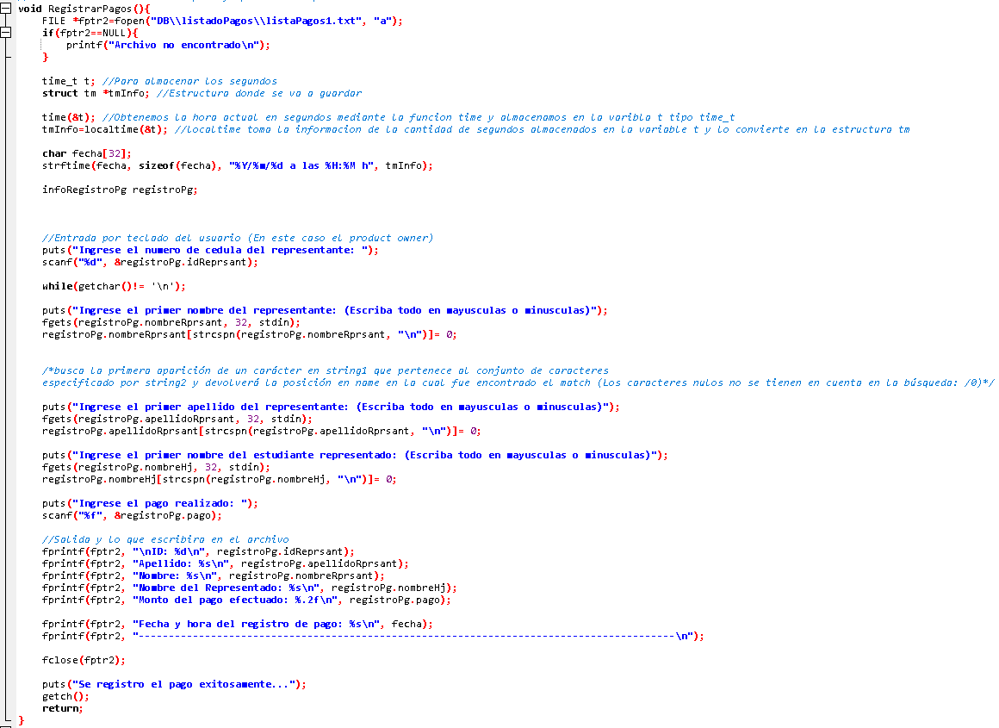 void RegistrarPagos(){
FILE *fptr2=fopen("DB\\listadoPagos\\listaPagos1.txt", "a");
if(fptr2==NULL){
printf("Archivo no encontrado\n");
}
time_t t; //Para almacenar los segundos
struct tm *tmInfo; //Estructura donde se va a guardar
time(&t); //Obtenemos la hora actual en segundos mediante la funcion time y almacenamos en la varibla t tipo time_t
tmInfo=localtime(&t); //localtime toma la informacion de la cantidad de segundos almacenados en la variable t y lo convierte en la estructura tm
char fecha[32];
strftime(fecha, sizeof(fecha), "%Y/%m/%d a las %H:%M h", tmInfo);
infoRegistroPg registroPg;
//Entrada por teclado del usuario (En este caso el product owner)
puts("Ingrese el numero de cedula del representante: ");
scanf("%d", &registroPg.idReprsant);
while(getchar()!= '\n');
puts("Ingrese el primer nombre del representante: (Escriba todo en mayusculas o minusculas)");
fgets(registroPg.nombreRprsant, 32, stdin);
registroPg.nombreRprsant[strcspn(registroPg.nombreRprsant, "\n")]= 0;
/*busca la primera aparición de un carácter en string1 que pertenece al conjunto de caracteres
especificado por string2 y devolverá la posición en name en la cual fue encontrado el match (Los caracteres nulos no se tienen en cuenta en la búsqueda: /0)*/
puts("Ingrese el primer apellido del representante: (Escriba todo en mayusculas o minusculas)");
fgets(registroPg.apellidoRprsant, 32, stdin);
registroPg.apellidoRprsant[strcspn(registroPg.apellidoRprsant, "\n")]= 0;
puts("Ingrese el primer nombre del estudiante representado: (Escriba todo en mayusculas o minusculas)");
fgets(registroPg.nombreHj, 32, stdin);
registroPg.nombreHj[strcspn(registroPg.nombreHj, "\n")]= 0;
puts("Ingrese el pago realizado: ");
scanf("%f", &registroPg.pago);
//Salida y lo que escribira en el archivo
fprintf(fptr2, "\nID: %d\n", registroPg.idReprsant);
fprintf(fptr2, "Apellido: %s\n", registroPg.apellidoRprsant);
fprintf(fptr2, "Nombre: %s\n", registroPg.nombreRprsant);
fprintf(fptr2, "Nombre del Representado: %s\n", registroPg.nombreHj);
fprintf(fptr2, "Monto del pago efectuado: %.2f\n", registroPg.pago);
fprintf(fptr2, "Fecha y hora del registro de pago: %s\n", fecha);
fprintf(fptr2, "-----------------------------------------------------------------------------------------\n");
fclose(fptr2);
puts("Se registro el pago exitosamente...");
getch();
return;
}